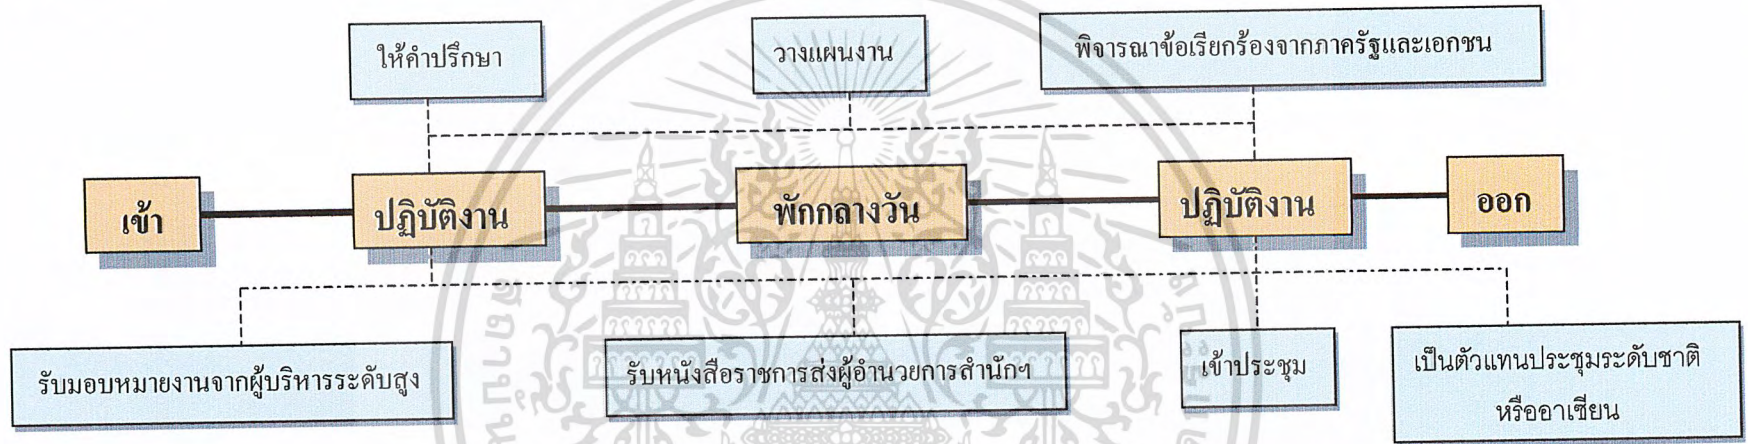 ให้คำปรึกษา
วางแผนงาน
พิจารณาข้อเรียกร้องจากภาครัฐและเอกชน
เข้า
ปฏิบัติงาน
พักกลางวัน
ปฏิบัติงาน
ออก
รับมอบหมายงานจากผู้บริหารระดับสูง
รับหนังสือราชการส่งผู้อำนวยการสำนักฯ
เข้าประชุม
เป็นตัวแทนประชุมระดับชาติ
หรืออาเซียน